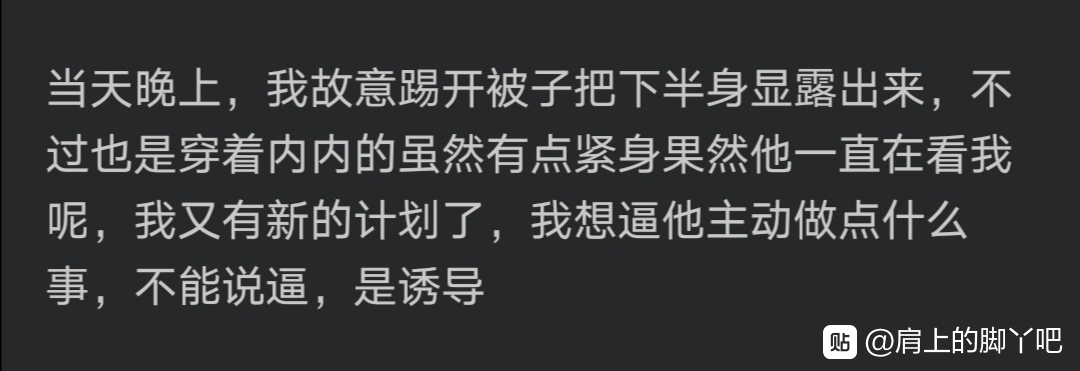 当天晚上，我故意踢开被子把下半身显露出来，不
过也是穿着内内的虽然有点紧身果然他一直在看我
呢，我又有新的计划了，我想逼他主动做点什么
事，不能说逼，是诱导
贴 @肩上的脚丫吧